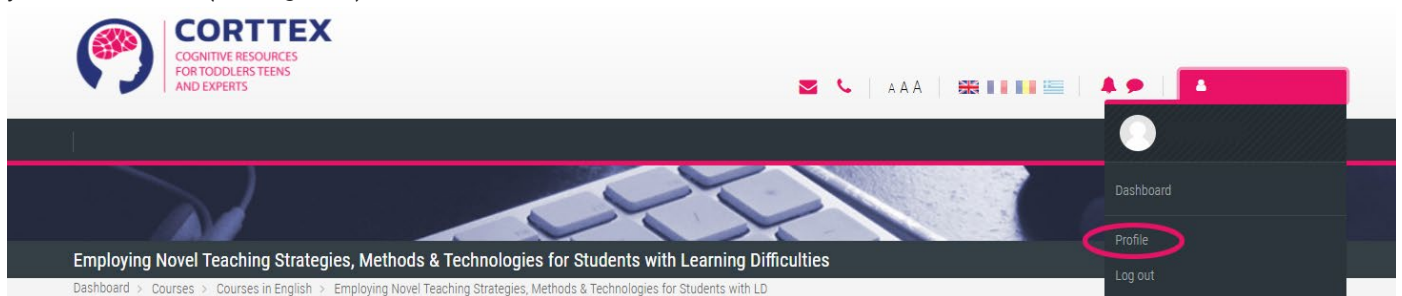 CORTTEX
COGNITIVE RESOURCES
FOR TODDLERS TEENS
AND EXPERTS
A A A
Dashboard
Profile
Employing Novel Teaching Strategies, Methods & Technologies for Students with Learning Difficulties
Log out
Dashboard > Courses > Courses in English > Employing Novel Teaching Strategies, Methods & Technologies for Students with LD